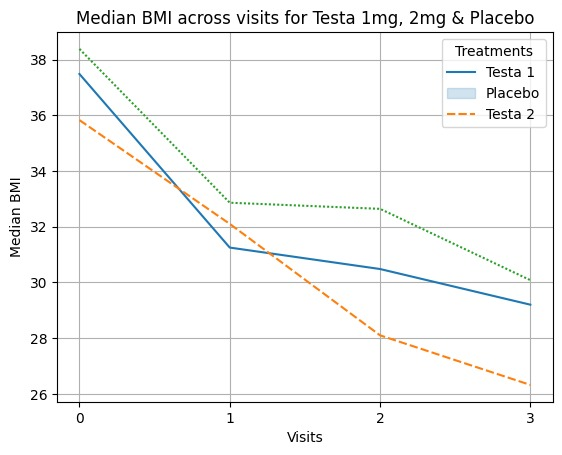 Median BMI across visits for Testa 1mg, 2mg & Placebo
Treatments
Testa 1
Placebo
Testa 2
38
36
34
32
30
28
26
Median BMI
0 1 2 3
Visits